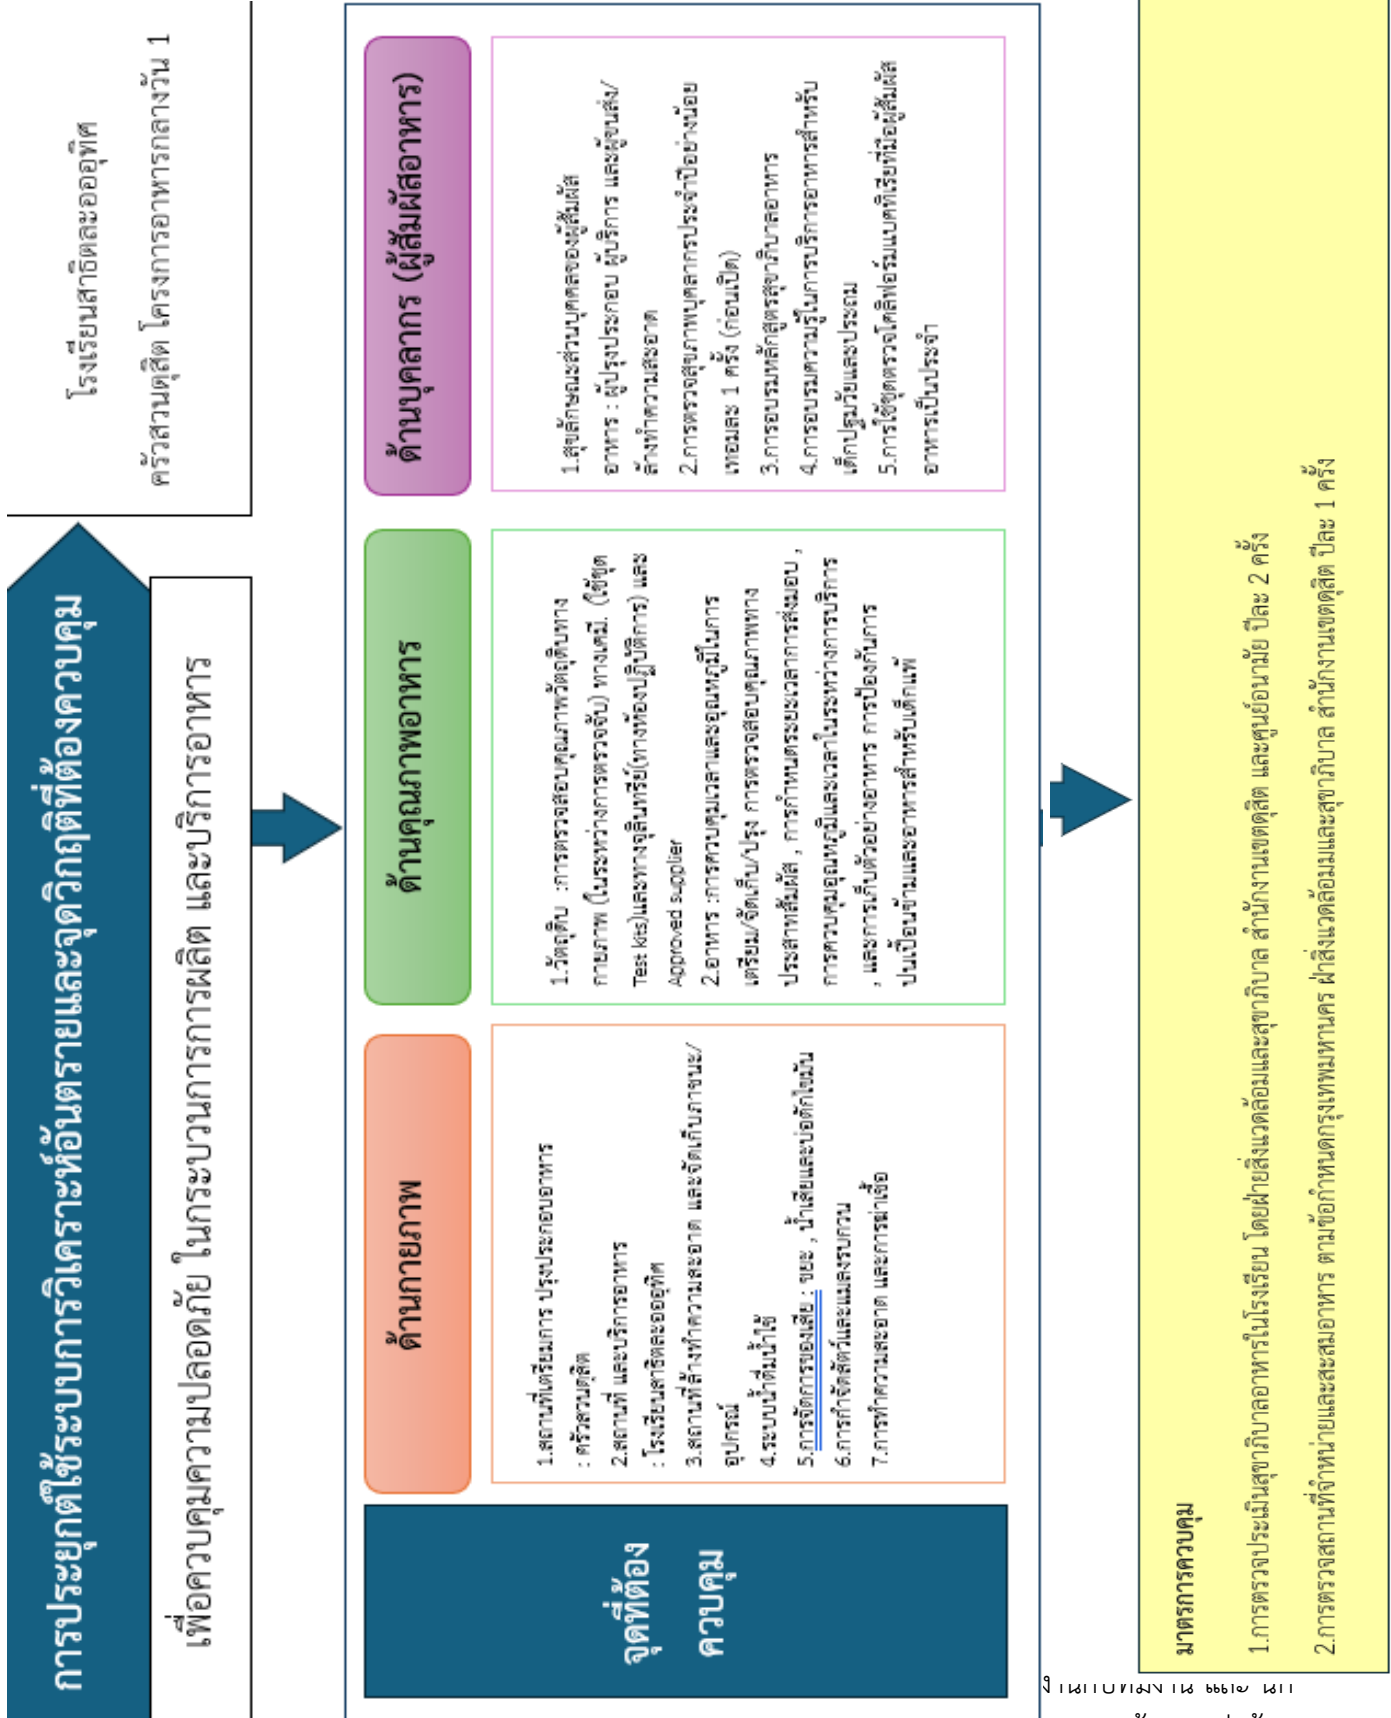 การประยุกต์ใช้ระบบการวิเคราะห์อันตรายและจุดวิกฤติที่ต้องควบคุม
โรงเรียนสาธิตละอออุทิศ
ครัวสวนดุสิต โครงการอาหารกลางวัน 1
เพื่อควบคุมความปลอดภัย ในกระบวนการการผลิต และบริการอาหาร
จุดที่ต้อง
ควบคุม
ด้านกายภาพ
1.สถานที่เตรียมการ ปรุงประกอบอาหาร
: ครัวสวนดุสิต
2.สถานที่ และบริการอาหาร
: โรงเรียนสาธิตละอออุทิศ
3.สถานที่ล้างทำความสะอาด และจัดเก็บภาชนะ/
อุปกรณ์
4.ระบบน้ำดื่มน้ำใช้
5.การจัดการของเสีย : ขยะ , น้ำเสียและบ่อดักไขมัน
6.การกำจัดสัตว์และแมลงรบกวน
7.การทำความสะอาด และการฆ่าเชื้อ
ด้านคุณภาพอาหาร
1.วัตถุดิบ :การตรวจสอบคุณภาพวัตถุดิบทาง
กายภาพ (ในระหว่างการตรวจจับ) ทางเคมี. (ใช้ชุด
Test kits)และทางจุลินทรีย์(ทางห้องปฏิบัติการ) และ
Approved supplier
2.อาหาร :การควบคุมเวลาและอุณหภูมิในการ
เตรียม/จัดเก็บ/ปรุง การตรวจสอบคุณภาพทาง
ประสาทสัมผัส , การกำหนดระยะเวลาการส่งมอบ ,
การควบคุมอุณหภูมิและเวลาในระหว่างการบริการ
, และการเก็บตัวอย่างอาหาร การป้องกันการ
ปนเปื้อนข้ามและอาหารสำหรับเด็กแพ้
ด้านบุคลากร (ผู้สัมผัสอาหาร)
1.สุขลักษณะส่วนบุคคลของผู้สัมผัส
อาหาร : ผู้ปรุงประกอบ ผู้บริการ และผู้ขนส่ง/
ล้างทำความสะอาด
2.การตรวจสุขภาพบุคลากรประจำปีอย่างน้อย
เทอมละ 1 ครั้ง (ก่อนเปิด)
3.การอบรมหลักสูตรสุขาภิบาลอาหาร
4.การอบรมความรู้ในการบริการอาหารสำหรับ
เด็กปฐมวัยและประถม
5.การใช้ชุดตรวจโคลิฟอร์มแบคทีเรียที่มือผู้สัมผัส
อาหารเป็นประจำ
มาตรการควบคุม
1.การตรวจประเมินสุขาภิบาลอาหารในโรงเรียน โดยฝ่ายสิ่งแวดล้อมและสุขาภิบาล สำนักงานเขตดุสิต และศูนย์อนามัย ปีละ 2 ครั้ง
2.การตรวจสถานที่จำหน่ายและสะสมอาหาร ตามข้อกำหนดกรุงเทพมหานคร ฝ่าสิ่งแวดล้อมมและสุขาภิบาล สำนักงานเขตดุสิต ปีละ 1 ครั้ง